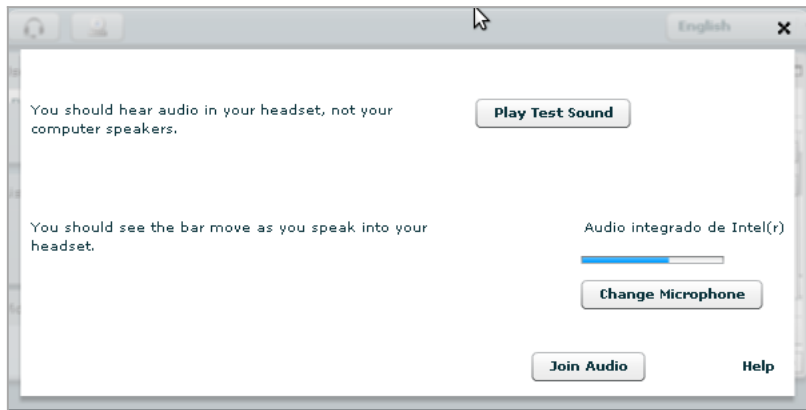 English
You should hear audio in your headset, not your
computer speakers.
Play Test Sound
You should see the bar move as you speak into your
headset.
Audio integrado de Intel(r)
Change Microphone
Join Audio
Help